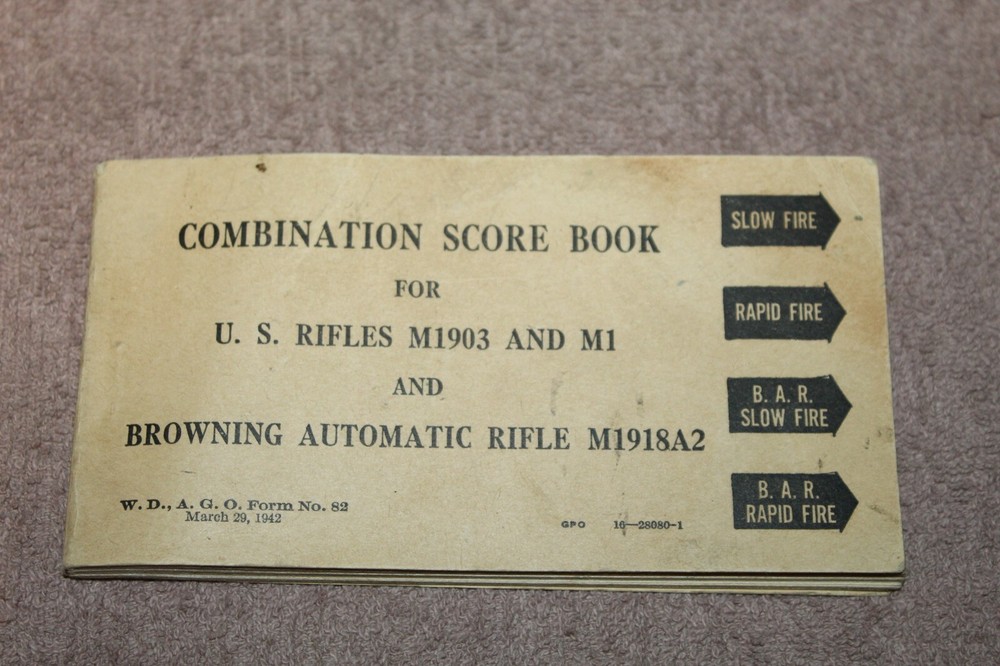 COMBINATION SCORE BOOK
FOR
U. S. RIFLES M1903 AND M1
AND
BROWNING AUTOMATIC RIFLE M1918A2
W. D., A. G. O. Form No. 82
March 29, 1942
GPO 16—28080-1
SLOW FIRE
RAPID FIRE
B. A. R.
SLOW FIRE
B. A. R.
RAPID FIRE